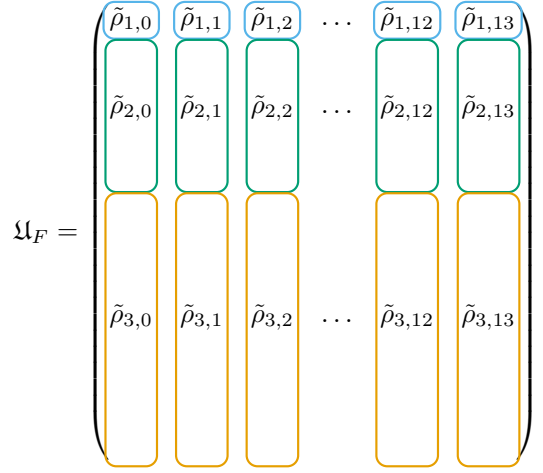 ρ̃₁,₀ ρ̃₁,₁ ρ̃₁,₂ ⋯ ρ̃₁,₁₂ ρ̃₁,₁₃
ρ̃₂,₀ ρ̃₂,₁ ρ̃₂,₂ ⋯ ρ̃₂,₁₂ ρ̃₂,₁₃
𝔘_F =
ρ̃₃,₀ ρ̃₃,₁ ρ̃₃,₂ ⋯ ρ̃₃,₁₂ ρ̃₃,₁₃